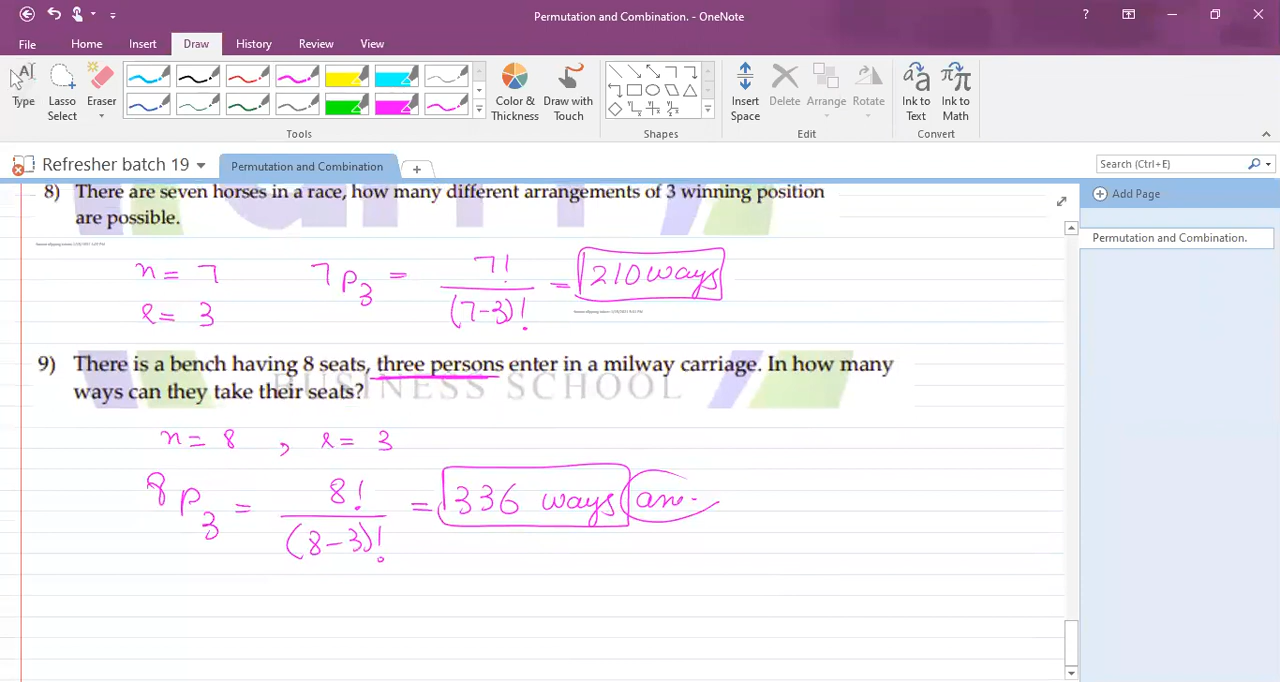 Permutation and Combination. - OneNote
File Home Insert Draw History Review View
Type Lasso Select Eraser Color & Thickness Draw with Touch Insert Space Delete Arrange Rotate Ink to Text Ink to Math
Tools Shapes Edit Convert
Refresher batch 19 Permutation and Combination Search (Ctrl+E)
Add Page
Permutation and Combination.
8) There are seven horses in a race, how many different arrangements of 3 winning position
are possible.
n = 7 7P3 = 7! / (7-3)! = 210 ways
r = 3
9) There is a bench having 8 seats, three persons enter in a milway carriage. In how many
ways can they take their seats?
BUSINESS SCHOOL
n = 8 , r = 3
8P3 = 8! / (8-3)! = 336 ways ans.